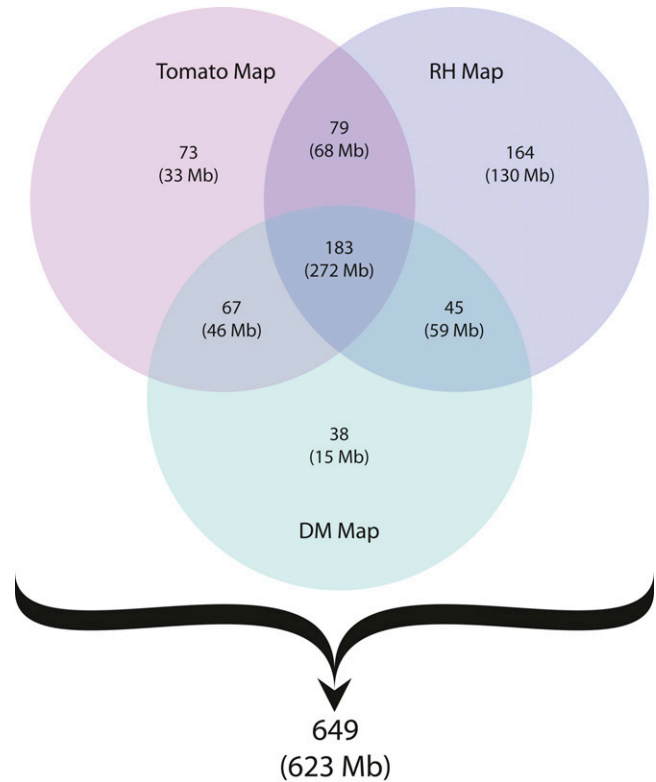 Tomato Map
RH Map
79
(68 Mb)
73
(33 Mb)
164
(130 Mb)
183
(272 Mb)
67
(46 Mb)
45
(59 Mb)
38
(15 Mb)
DM Map
649
(623 Mb)